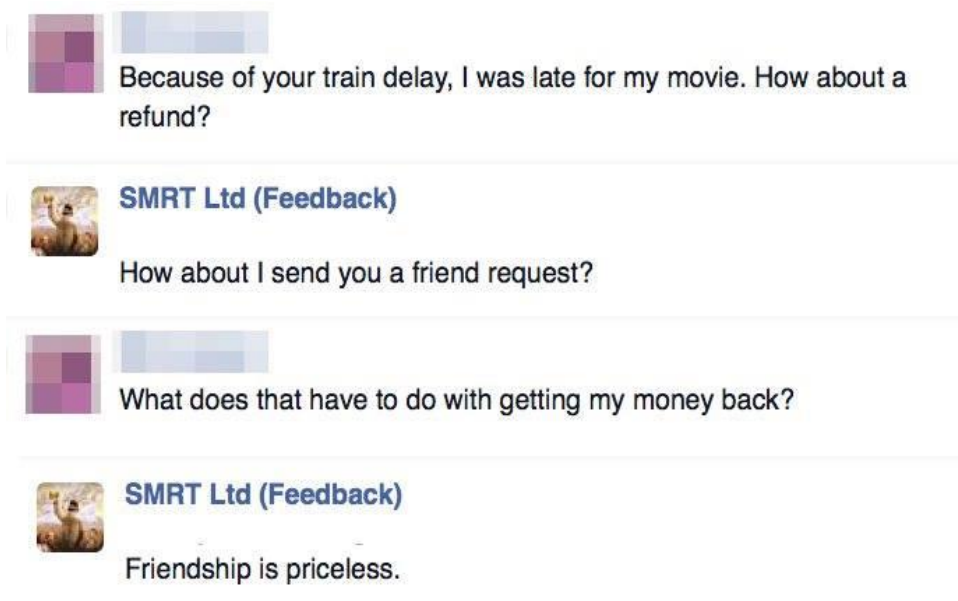 Because of your train delay, I was late for my movie. How about a
refund?
SMRT Ltd (Feedback)
How about I send you a friend request?
What does that have to do with getting my money back?
SMRT Ltd (Feedback)
Friendship is priceless.